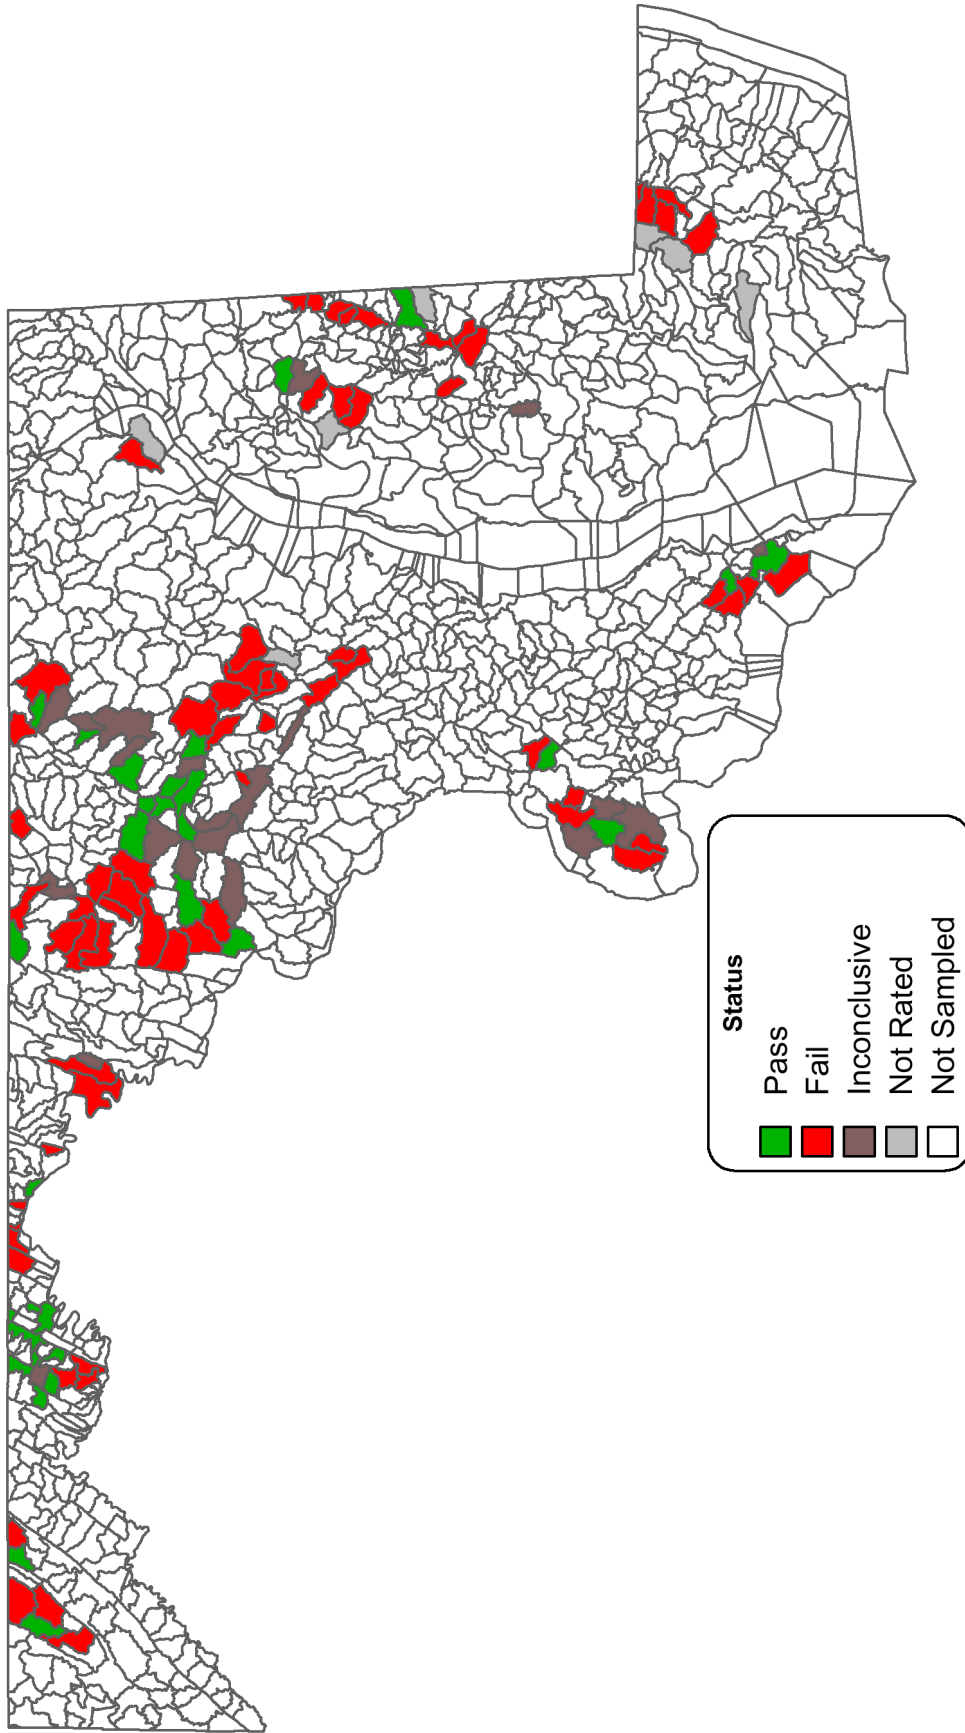 Status
Pass
Fail
Inconclusive
Not Rated
Not Sampled